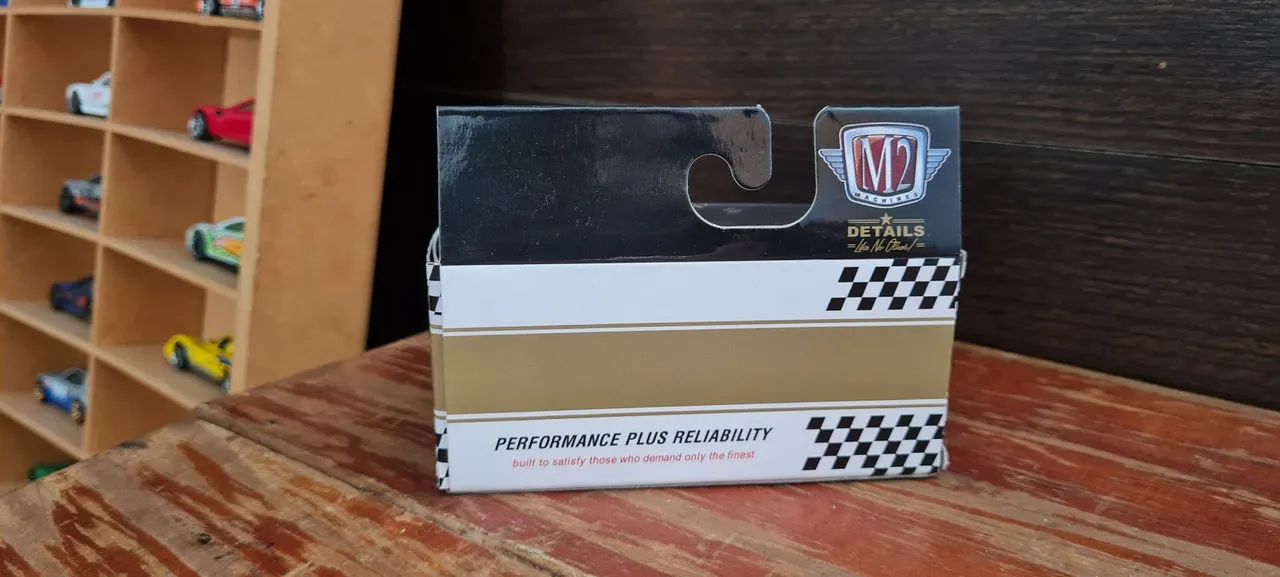 M2
MACHINES
DETAILS
Like No Other!
PERFORMANCE PLUS RELIABILITY
built to satisfy those who demand only the finest